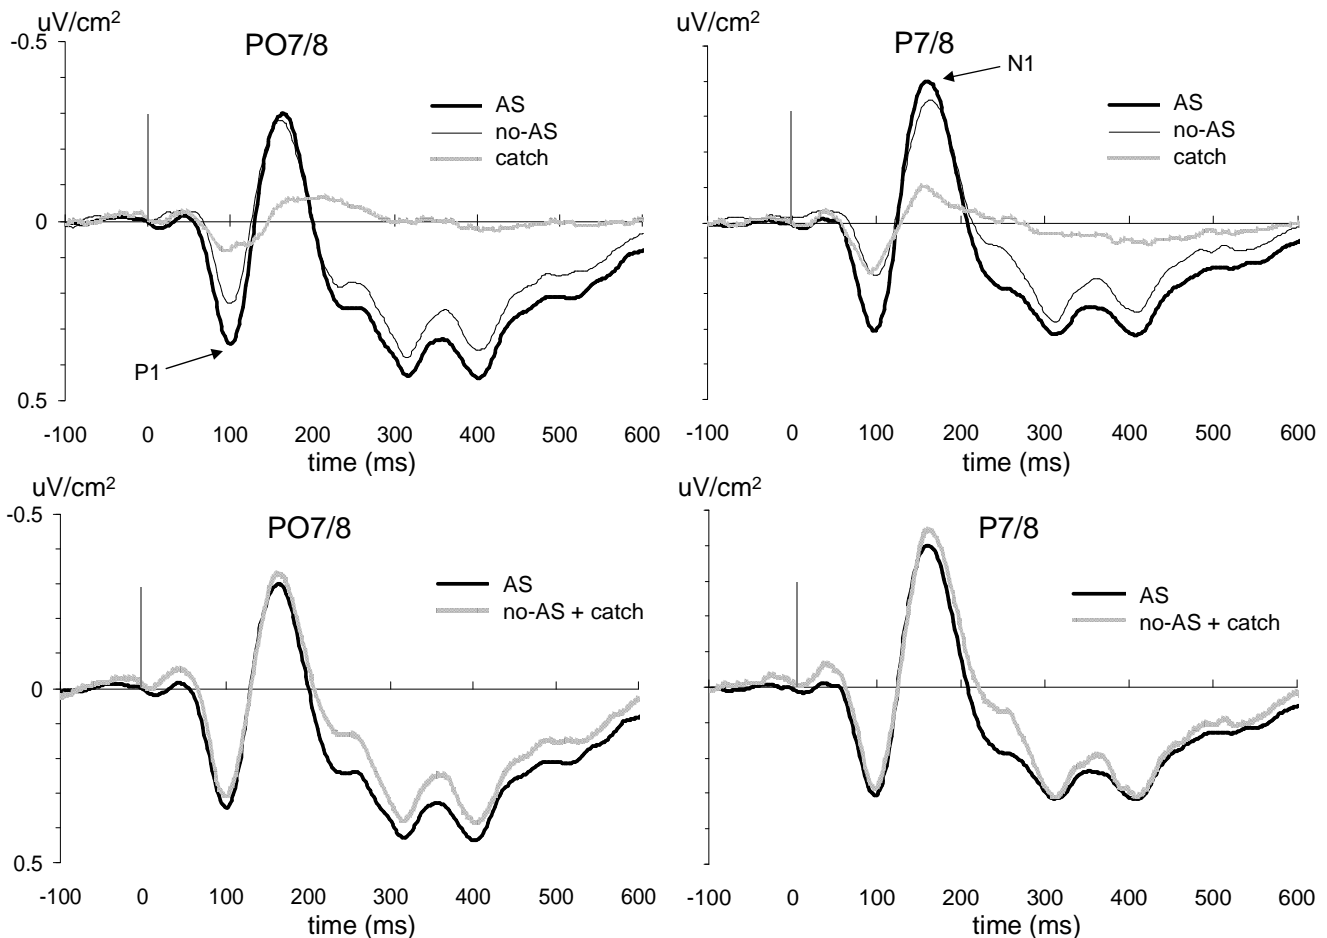 uV/cm²
-0.5
PO7/8
AS
no-AS
catch
0
P1
0.5
-100 0 100 200 300 400 500 600
time (ms)
uV/cm²
P7/8
N1
AS
no-AS
catch
-100 0 100 200 300 400 500 600
time (ms)
uV/cm²
-0.5
PO7/8
AS
no-AS + catch
0
0.5
-100 0 100 200 300 400 500 600
time (ms)
uV/cm²
P7/8
AS
no-AS + catch
-100 0 100 200 300 400 500 600
time (ms)